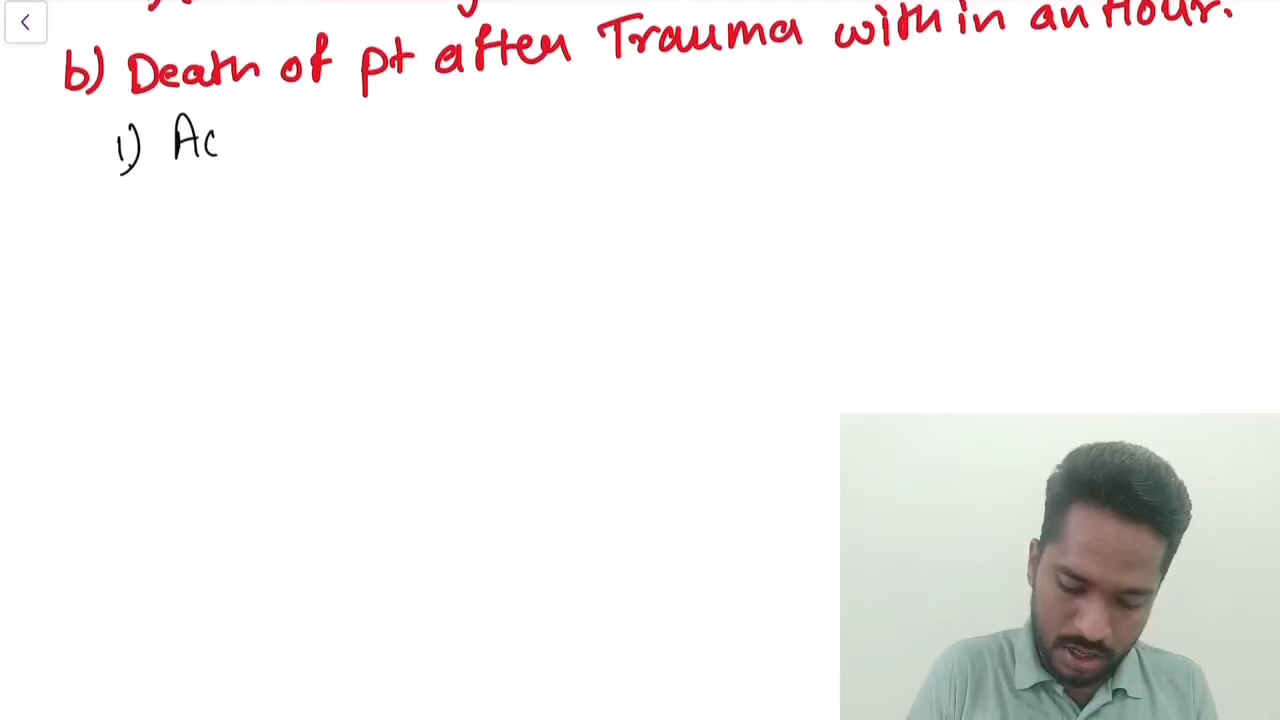 b) Death of pt after Trauma with in an Hour.
1) Ac